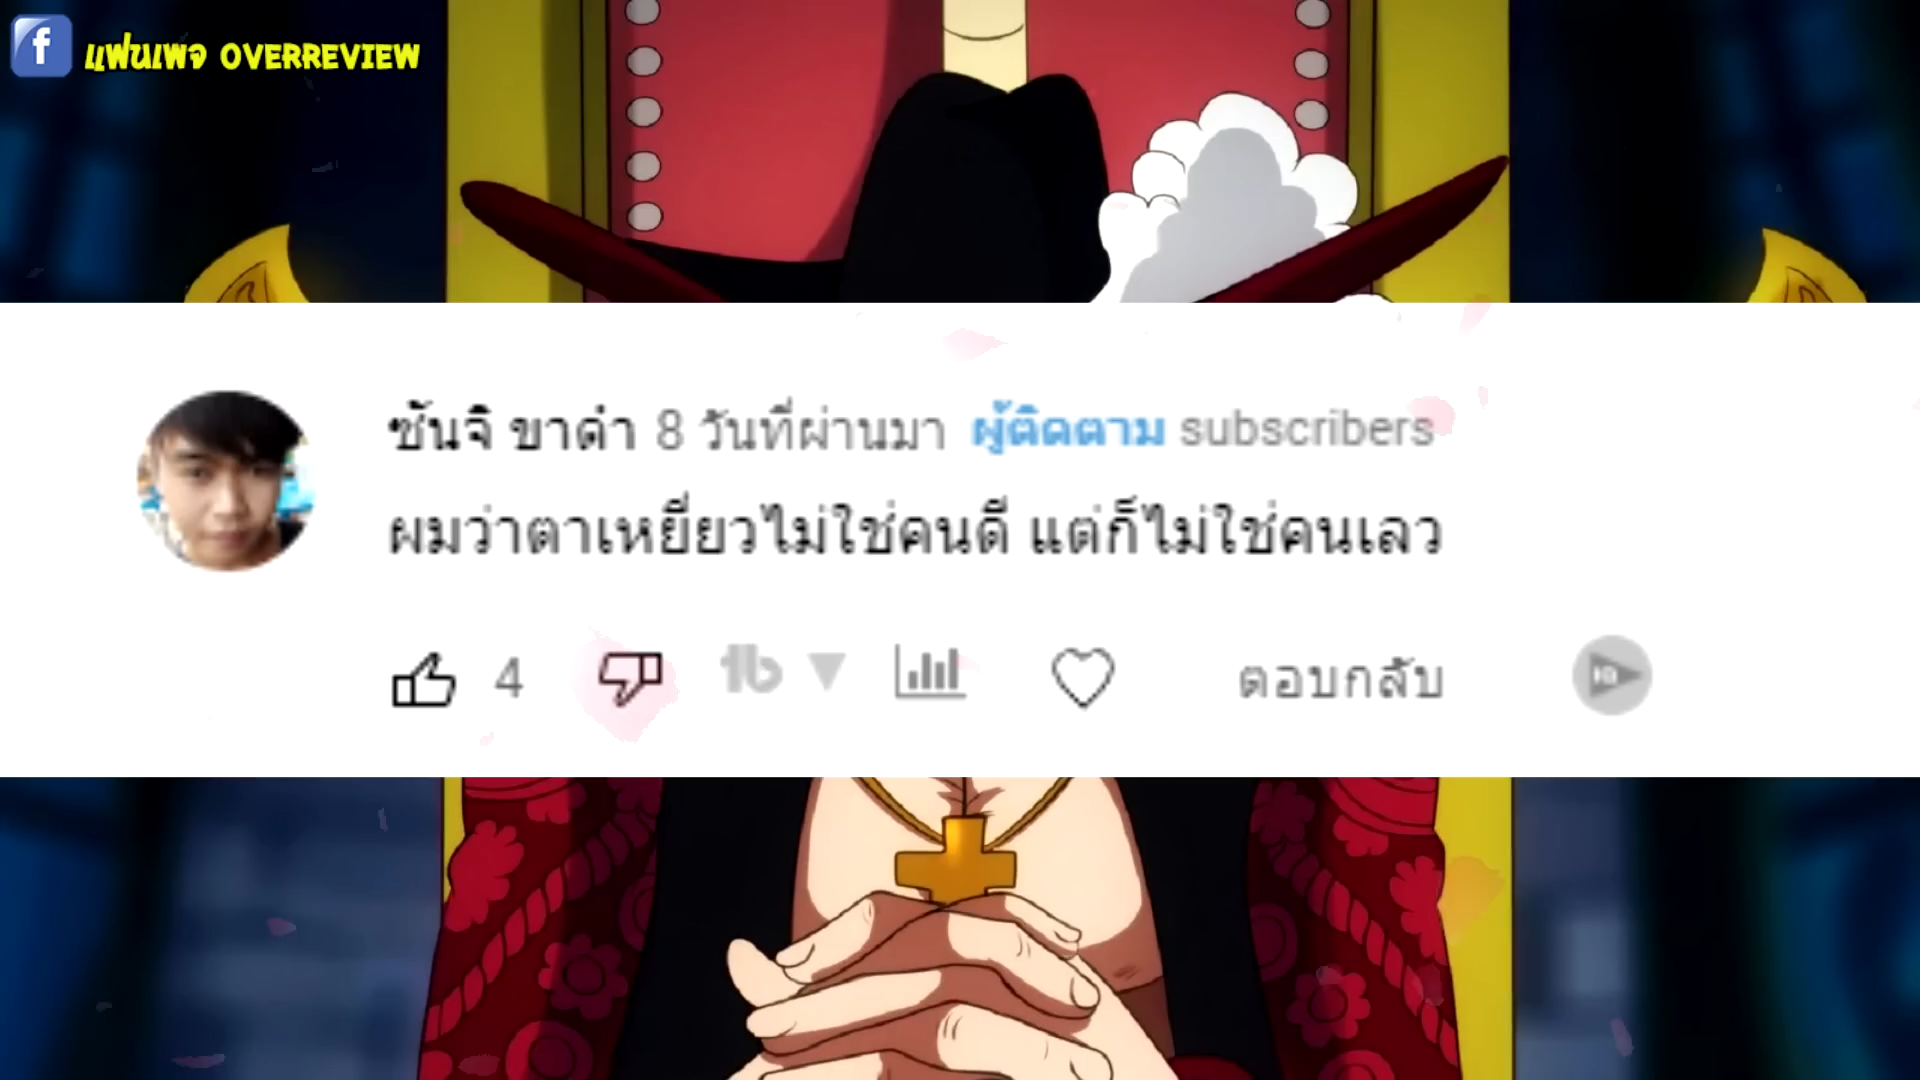 แฟนเพจ OVERREVIEW
ซันจิ ขาดำ 8 วันที่ผ่านมา ผู้ติดตาม subscribers
ผมว่าตาเหยี่ยวไม่ใช่คนดี แต่ก็ไม่ใช่คนเลว
4 ตอบกลับ